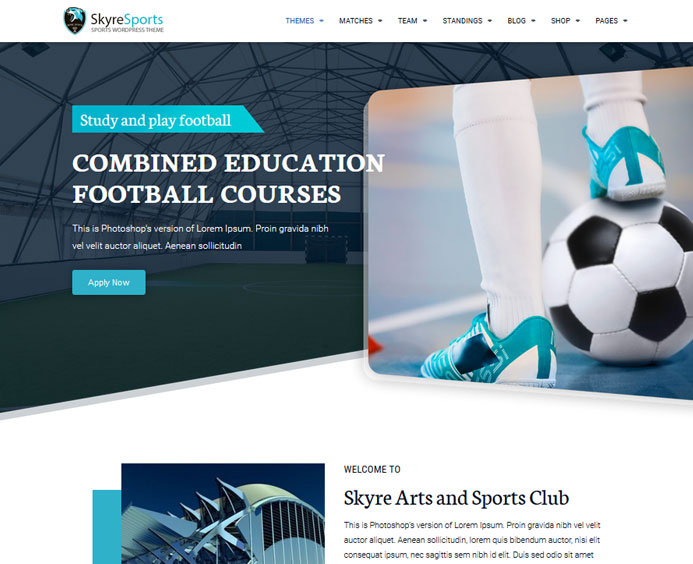 SkyreSports
SPORTS WORDPRESS THEME
THEMES MATCHES TEAM STANDINGS BLOG SHOP PAGES
Study and play football
COMBINED EDUCATION
FOOTBALL COURSES
This is Photoshop's version of Lorem Ipsum. Proin gravida nibh
vel velit auctor aliquet. Aenean sollicitudin
Apply Now
WELCOME TO
Skyre Arts and Sports Club
This is Photoshop's version of Lorem Ipsum. Proin gravida nibh vel velit auctor
aliquet. Aenean sollicitudin, lorem quis bibendum auctor, nisi elit
consequat ipsum, nec sagittis sem nibh id elit. Duis sed odio sit amet